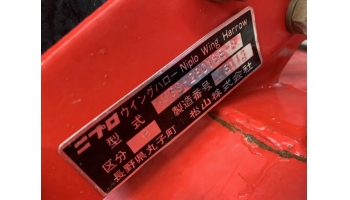 ニプロ ウイングハロー Niplo Wing Harrow
型式
区分 製造番号
長野県丸子町 松山株式会社